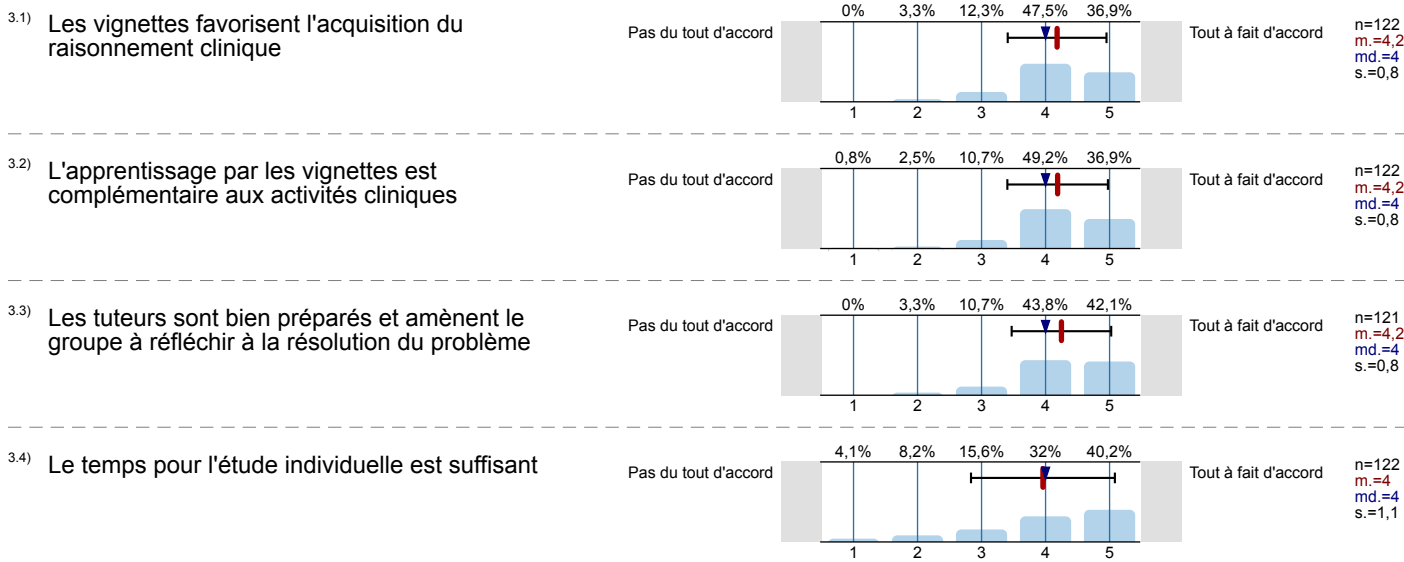 3.1) Les vignettes favorisent l'acquisition du
raisonnement clinique
Pas du tout d'accord
0% 3,3% 12,3% 47,5% 36,9%
1 2 3 4 5
Tout à fait d'accord
n=122
m.=4,2
md.=4
s.=0,8
3.2) L'apprentissage par les vignettes est
complémentaire aux activités cliniques
Pas du tout d'accord
0,8% 2,5% 10,7% 49,2% 36,9%
1 2 3 4 5
Tout à fait d'accord
n=122
m.=4,2
md.=4
s.=0,8
3.3) Les tuteurs sont bien préparés et amènent le
groupe à réfléchir à la résolution du problème
Pas du tout d'accord
0% 3,3% 10,7% 43,8% 42,1%
1 2 3 4 5
Tout à fait d'accord
n=121
m.=4,2
md.=4
s.=0,8
3.4) Le temps pour l'étude individuelle est suffisant
Pas du tout d'accord
4,1% 8,2% 15,6% 32% 40,2%
1 2 3 4 5
Tout à fait d'accord
n=122
m.=4
md.=4
s.=1,1